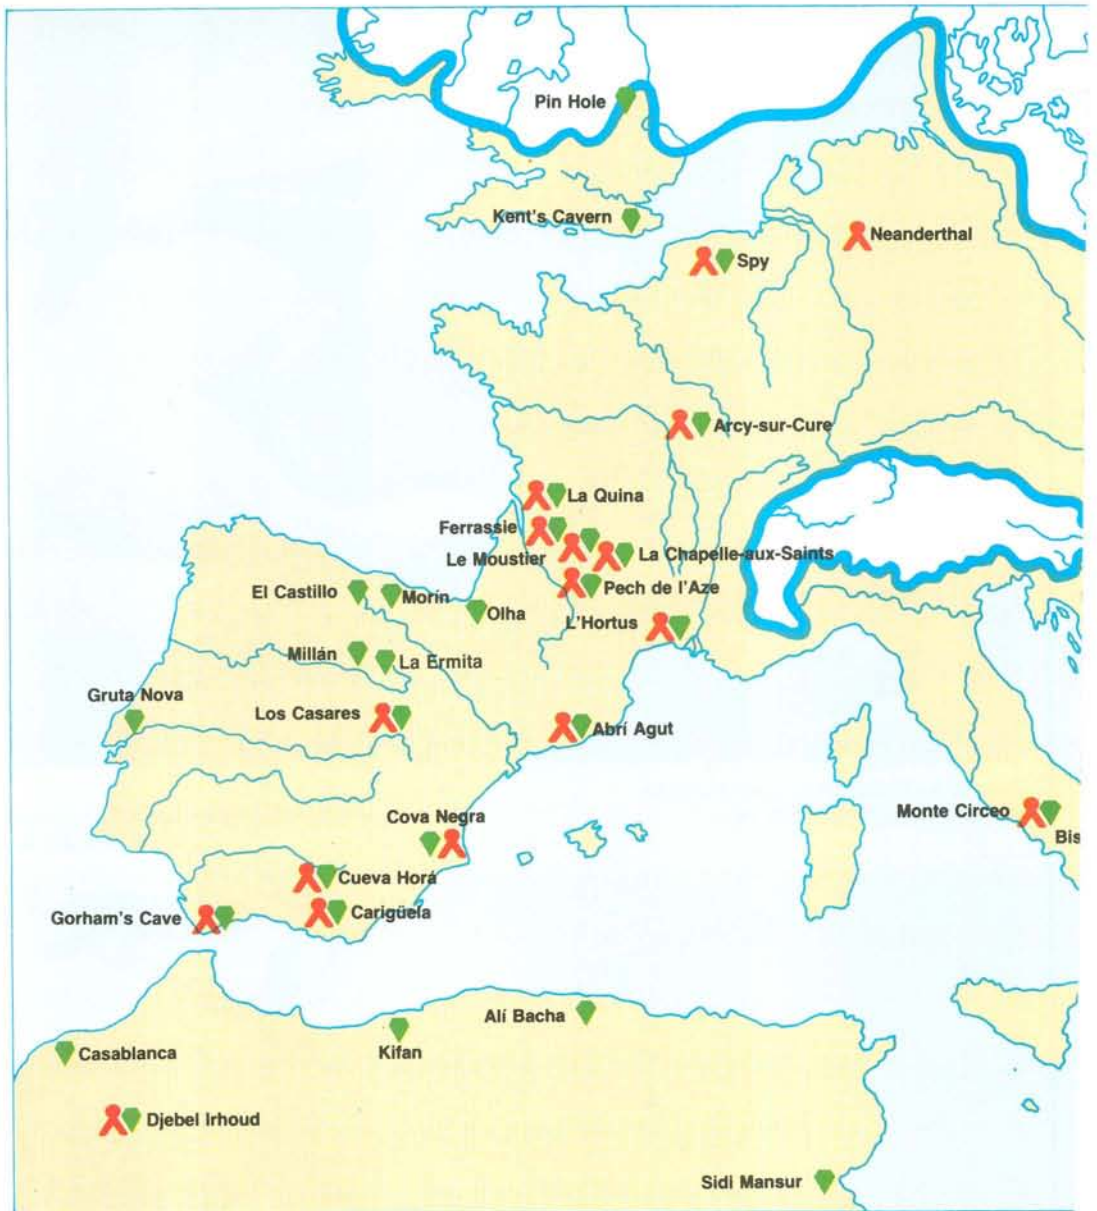 Pin Hole
Kent's Cavern
Neanderthal
Spy
Arcy-sur-Cure
La Quina
Ferrassie
Le Moustier
La Chapelle-aux-Saints
Pech de l'Aze
El Castillo
Morín
Olha
L'Hortus
Millán
La Ermita
Gruta Nova
Los Casares
Abrí Agut
Monte Circeo
Cova Negra
Bis
Cueva Horá
Carigüela
Gorham's Cave
Alí Bacha
Casablanca
Kifan
Djebel Irhoud
Sidi Mansur